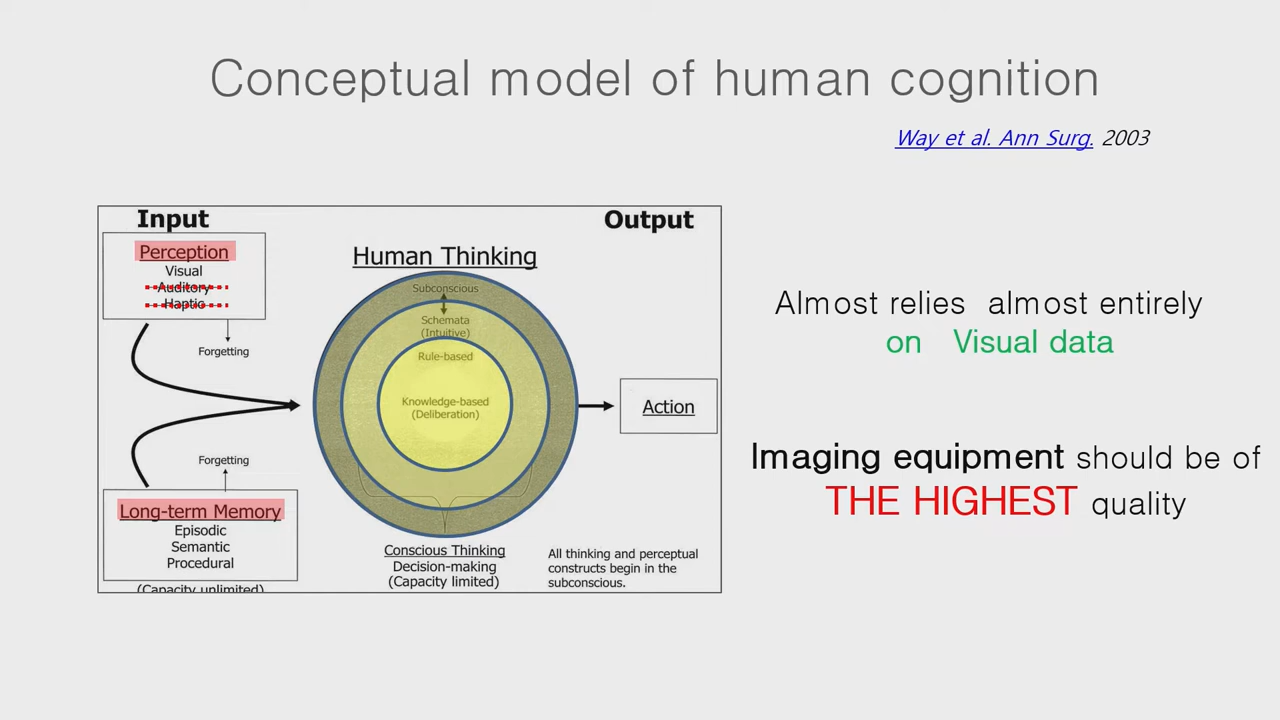 Conceptual model of human cognition
Way et al. Ann Surg. 2003
Input
Output
Perception
Visual
Auditory
Haptic
Forgetting
Human Thinking
Subconscious
Schemata
(Intuitive)
Rule-based
Knowledge-based
(Deliberation)
Action
Forgetting
Long-term Memory
Episodic
Semantic
Procedural
(Capacity unlimited)
Conscious Thinking
Decision-making
(Capacity limited)
All thinking and perceptual
constructs begin in the
subconscious.
Almost relies almost entirely
on Visual data
Imaging equipment should be of
THE HIGHEST quality